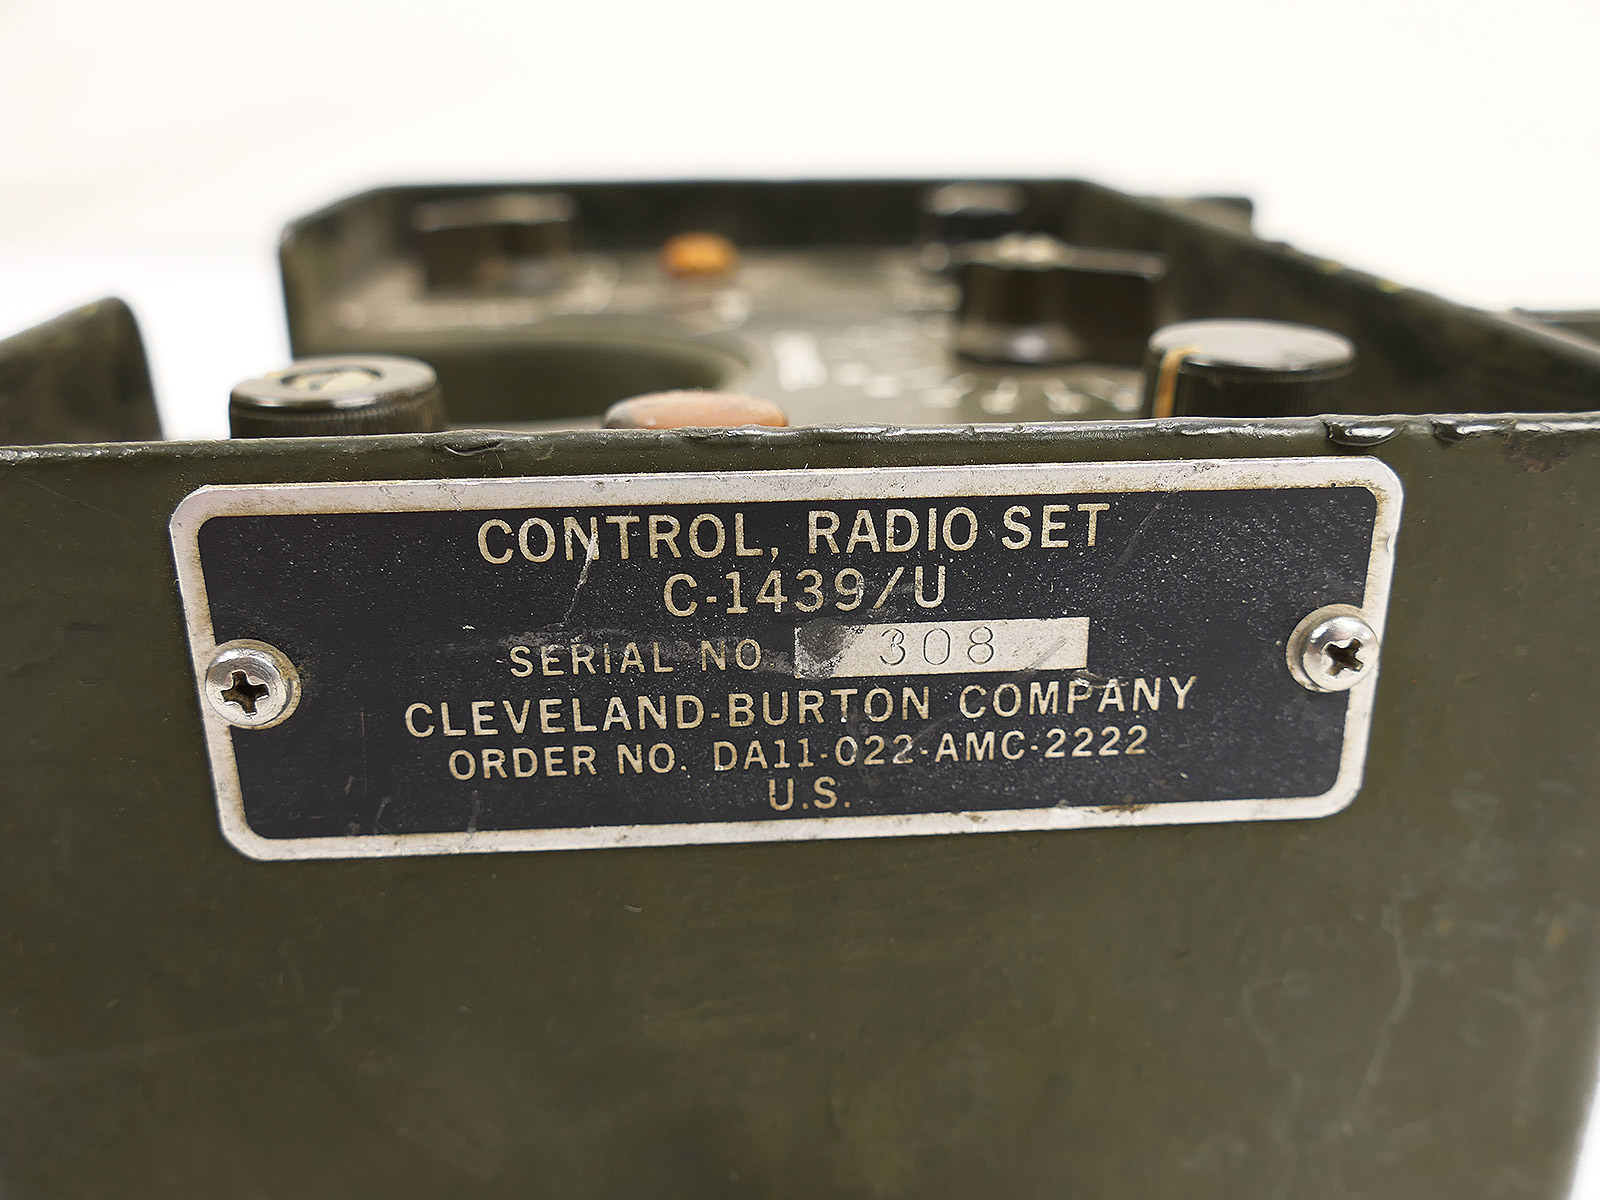 CONTROL, RADIO SET
C-1439/U
SERIAL NO 308
CLEVELAND-BURTON COMPANY
ORDER NO. DA11-022-AMC-2222
U.S.